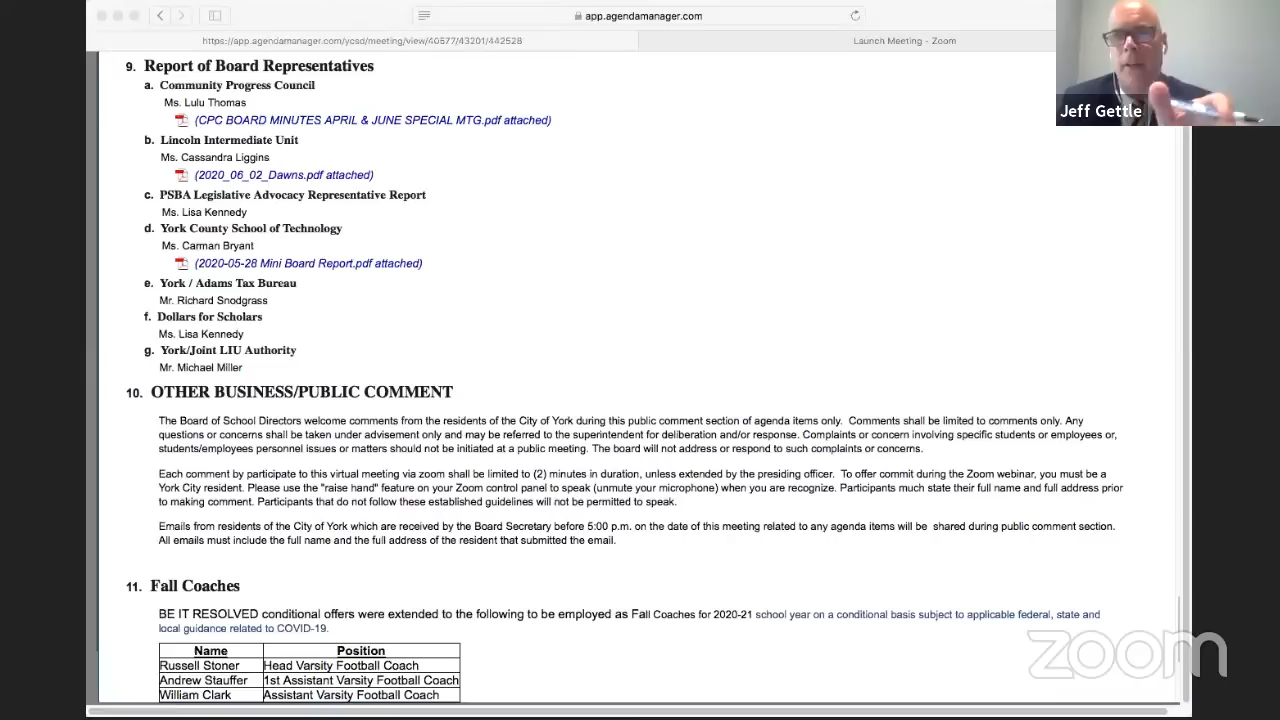 app.agendamanager.com
https://app.agendamanager.com/ycsd/meeting/view/40577/43201/442528
Launch Meeting - Zoom
Jeff Gettle
9. Report of Board Representatives
a. Community Progress Council
Ms. Lulu Thomas
(CPC BOARD MINUTES APRIL & JUNE SPECIAL MTG.pdf attached)
b. Lincoln Intermediate Unit
Ms. Cassandra Liggins
(2020_06_02_Dawns.pdf attached)
c. PSBA Legislative Advocacy Representative Report
Ms. Lisa Kennedy
d. York County School of Technology
Ms. Carman Bryant
(2020-05-28 Mini Board Report.pdf attached)
e. York / Adams Tax Bureau
Mr. Richard Snodgrass
f. Dollars for Scholars
Ms. Lisa Kennedy
g. York/Joint LIU Authority
Mr. Michael Miller
10. OTHER BUSINESS/PUBLIC COMMENT
The Board of School Directors welcome comments from the residents of the City of York during this public comment section of agenda items only. Comments shall be limited to comments only. Any
questions or concerns shall be taken under advisement only and may be referred to the superintendent for deliberation and/or response. Complaints or concern involving specific students or employees or,
students/employees personnel issues or matters should not be initiated at a public meeting. The board will not address or respond to such complaints or concerns.
Each comment by participate to this virtual meeting via zoom shall be limited to (2) minutes in duration, unless extended by the presiding officer. To offer commit during the Zoom webinar, you must be a
York City resident. Please use the "raise hand" feature on your Zoom control panel to speak (unmute your microphone) when you are recognize. Participants much state their full name and full address prior
to making comment. Participants that do not follow these established guidelines will not be permitted to speak.
Emails from residents of the City of York which are received by the Board Secretary before 5:00 p.m. on the date of this meeting related to any agenda items will be shared during public comment section.
All emails must include the full name and the full address of the resident that submitted the email.
11. Fall Coaches
BE IT RESOLVED conditional offers were extended to the following to be employed as Fall Coaches for 2020-21 school year on a conditional basis subject to applicable federal, state and
local guidance related to COVID-19.
Name Position
Russell Stoner Head Varsity Football Coach
Andrew Stauffer 1st Assistant Varsity Football Coach
William Clark Assistant Varsity Football Coach
zoom